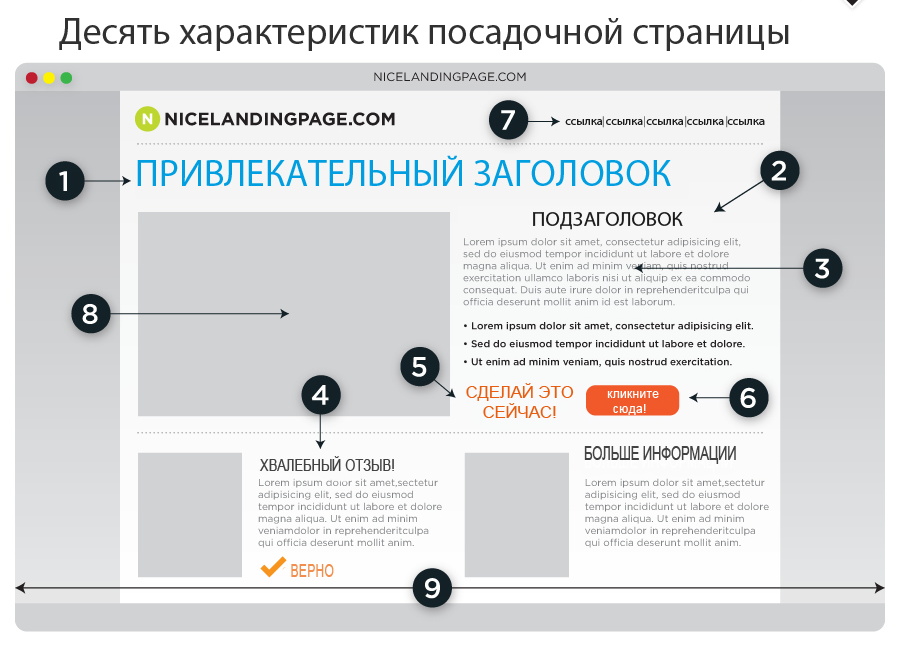 Десять характеристик посадочной страницы
NICELANDINGPAGE.COM
N NICELANDINGPAGE.COM
7
ссылка|ссылка|ссылка|ссылка|ссылка
1
ПРИВЛЕКАТЕЛЬНЫЙ ЗАГОЛОВОК
2
ПОДЗАГОЛОВОК
Lorem ipsum dolor sit amet, consectetur adipisicing elit,
sed do eiusmod tempor incididunt ut labore et dolore
magna aliqua. Ut enim ad minim veniam, quis nostrud
exercitation ullamco laboris nisi ut aliquip ex ea commodo
consequat. Duis aute irure dolor in reprehenderitculpa qui
officia deserunt mollit anim id est laborum.
3
• Lorem ipsum dolor sit amet, consectetur adipisicing elit.
• Sed do eiusmod tempor incididunt ut labore et dolore.
• Ut enim ad minim veniam, quis nostrud exercitation.
8
5
СДЕЛАЙ ЭТО
СЕЙЧАС!
кликните
сюда!
6
4
ХВАЛЕБНЫЙ ОТЗЫВ!
Lorem ipsum dolor sit amet,sectetur
adipisicing elit, sed do eiusmod
tempor incididunt ut labore et dolore
magna aliqua. Ut enim ad minim
veniamdolor in reprehenderitculpa
qui officia deserunt mollit anim.
ВЕРНО
БОЛЬШЕ ИНФОРМАЦИИ
Lorem ipsum dolor sit amet,sectetur
adipisicing elit, sed do eiusmod
tempor incididunt ut labore et dolore
magna aliqua. Ut enim ad minim
veniamdolor in reprehenderitculpa
qui officia deserunt mollit anim.
9